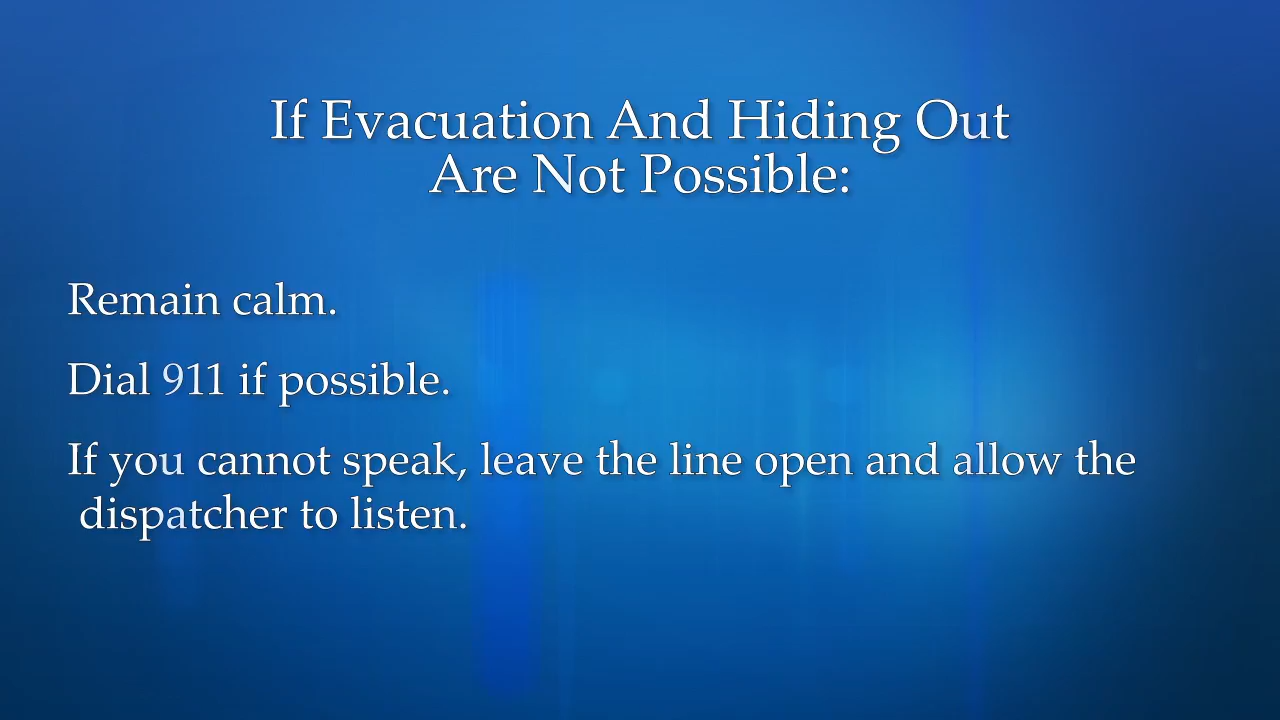 If Evacuation And Hiding Out
Are Not Possible:
Remain calm.
Dial 911 if possible.
If you cannot speak, leave the line open and allow the
dispatcher to listen.